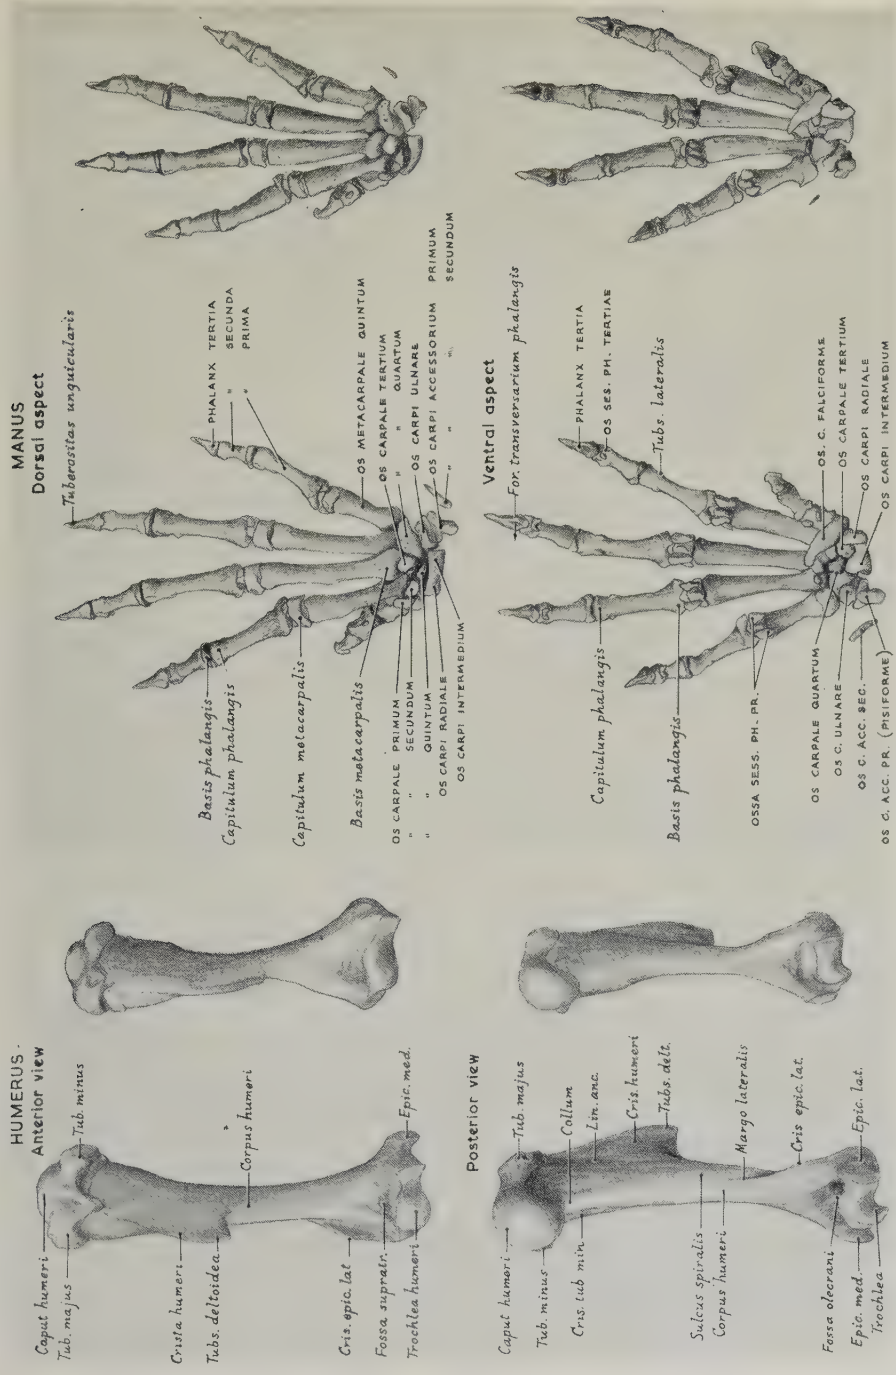 HUMERUS
Anterior view
Caput humeri
Tub. majus
Crista humeri
Tubs. deltoidea
Cris. epic. lat
Fossa supratr.
Trochlea humeri
Tub. minus
Corpus humeri
Epic. med.
Posterior view
Caput humeri
Tub. minus
Cris. tub min.
Sulcus spiralis
Corpus humeri
Fossa olecrani
Epic. med.
Trochlea
Tub. majus
Collum
Lin. anc.
Cris. humeri
Tubs. delt.
Margo lateralis
Cris epic. lat.
Epic. lat.
MANUS
Dorsal aspect
Tuberositas unguicularis
Basis phalangis
Capitulum phalangis
Capitulum metacarpalis
Basis metacarpalis
OS CARPALE PRIMUM
" " SECUNDUM
" " QUINTUM
OS CARPI RADIALE
OS CARPI INTERMEDIUM
PHALANX TERTIA
" SECUNDA
" PRIMA
OS METACARPALE QUINTUM
OS CARPALE TERTIUM
" " QUARTUM
OS CARPI ULNARE
OS CARPI ACCESSORIUM PRIMUM
" " " SECUNDUM
Ventral aspect
For. transversarium phalangis
Capitulum phalangis
Basis phalangis
OSSA SESS. PH. PR.
OS CARPALE QUARTUM
OS C. ULNARE
OS C. ACC. SEC.
OS C. ACC. PR. (PISIFORME)
PHALANX TERTIA
OS SES. PH. TERTIAE
Tubs. lateralis
OS. C. FALCIFORME
OS CARPALE TERTIUM
OS CARPI RADIALE
OS CARPI INTERMEDIUM